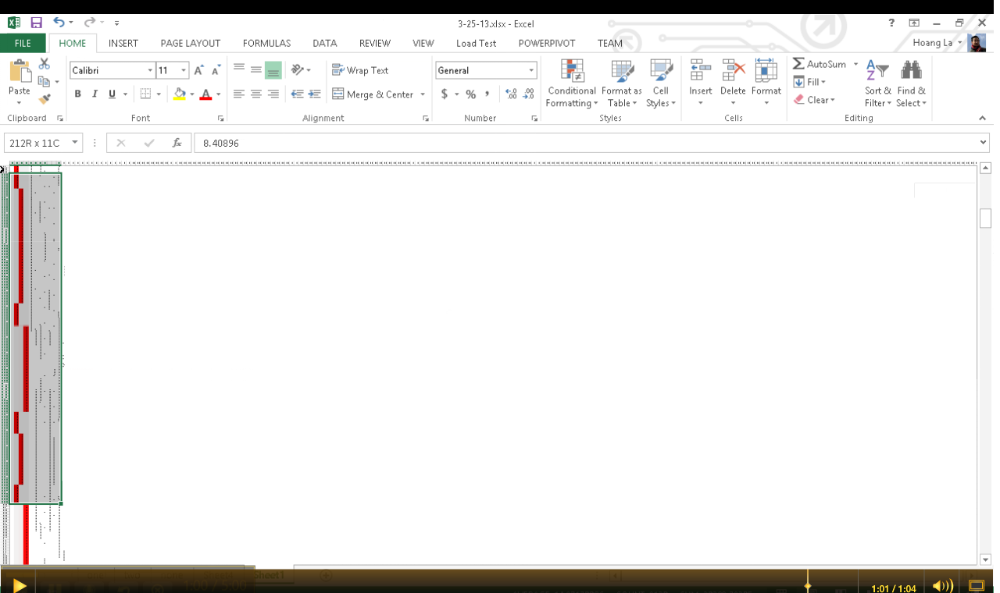 3-25-13.xlsx - Excel
?
FILE HOME INSERT PAGE LAYOUT FORMULAS DATA REVIEW VIEW Load Test POWERPIVOT TEAM Hoang La
Calibri 11 Wrap Text General AutoSum
Paste Conditional Format as Cell Insert Delete Format Fill Sort & Find &
B I U Merge & Center $ % Formatting Table Styles Clear Filter Select
Clipboard Font Alignment Number Styles Cells Editing
212R x 11C fx 8.40896
Sheet1
1:01 / 1:04